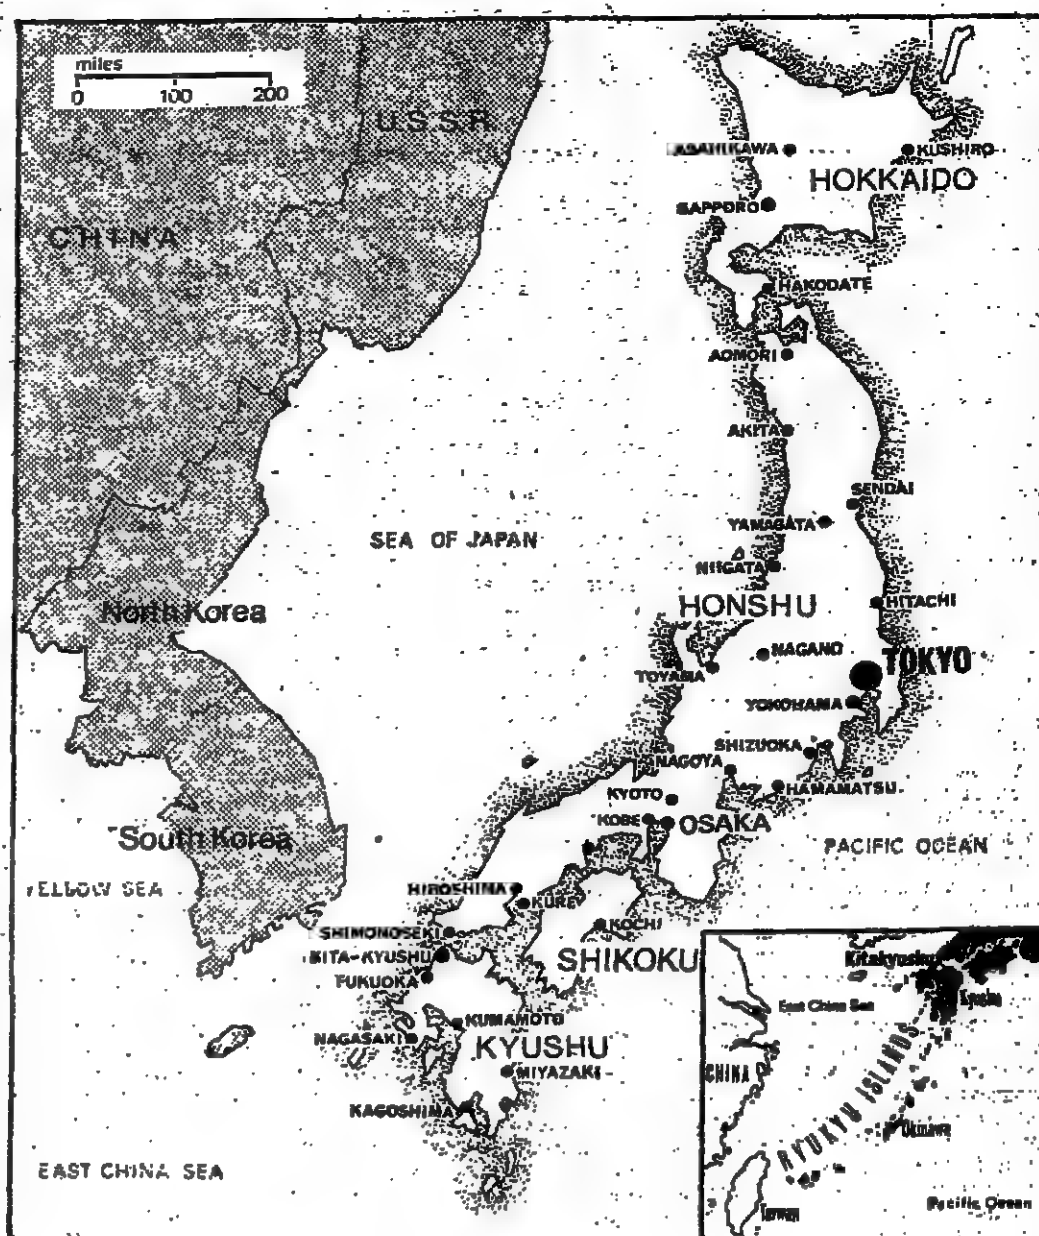 miles
0 100 200
U.S.S.R.
CHINA
ASAHIKAWA
KUSHIRO
HOKKAIDO
SAPPORO
HAKODATE
AOMORI
AKITA
SENDAI
YAMAGATA
SEA OF JAPAN
NIIGATA
HONSHU
HITACHI
North Korea
NAGANO
TOKYO
TOYAMA
YOKOHAMA
SHIZUOKA
NAGOYA
HAMAMATSU
KYOTO
KOBE
OSAKA
South Korea
PACIFIC OCEAN
YELLOW SEA
HIROSHIMA
KURE
KOCHI
SHIMONOSEKI
KITA-KYUSHU
SHIKOKU
FUKUOKA
KUMAMOTO
NAGASAKI
KYUSHU
MIYAZAKI
KAGOSHIMA
EAST CHINA SEA
Kitakyushu
East China Sea
Kyushu
CHINA
RYUKYU ISLANDS
Okinawa
Taiwan
Pacific Ocean